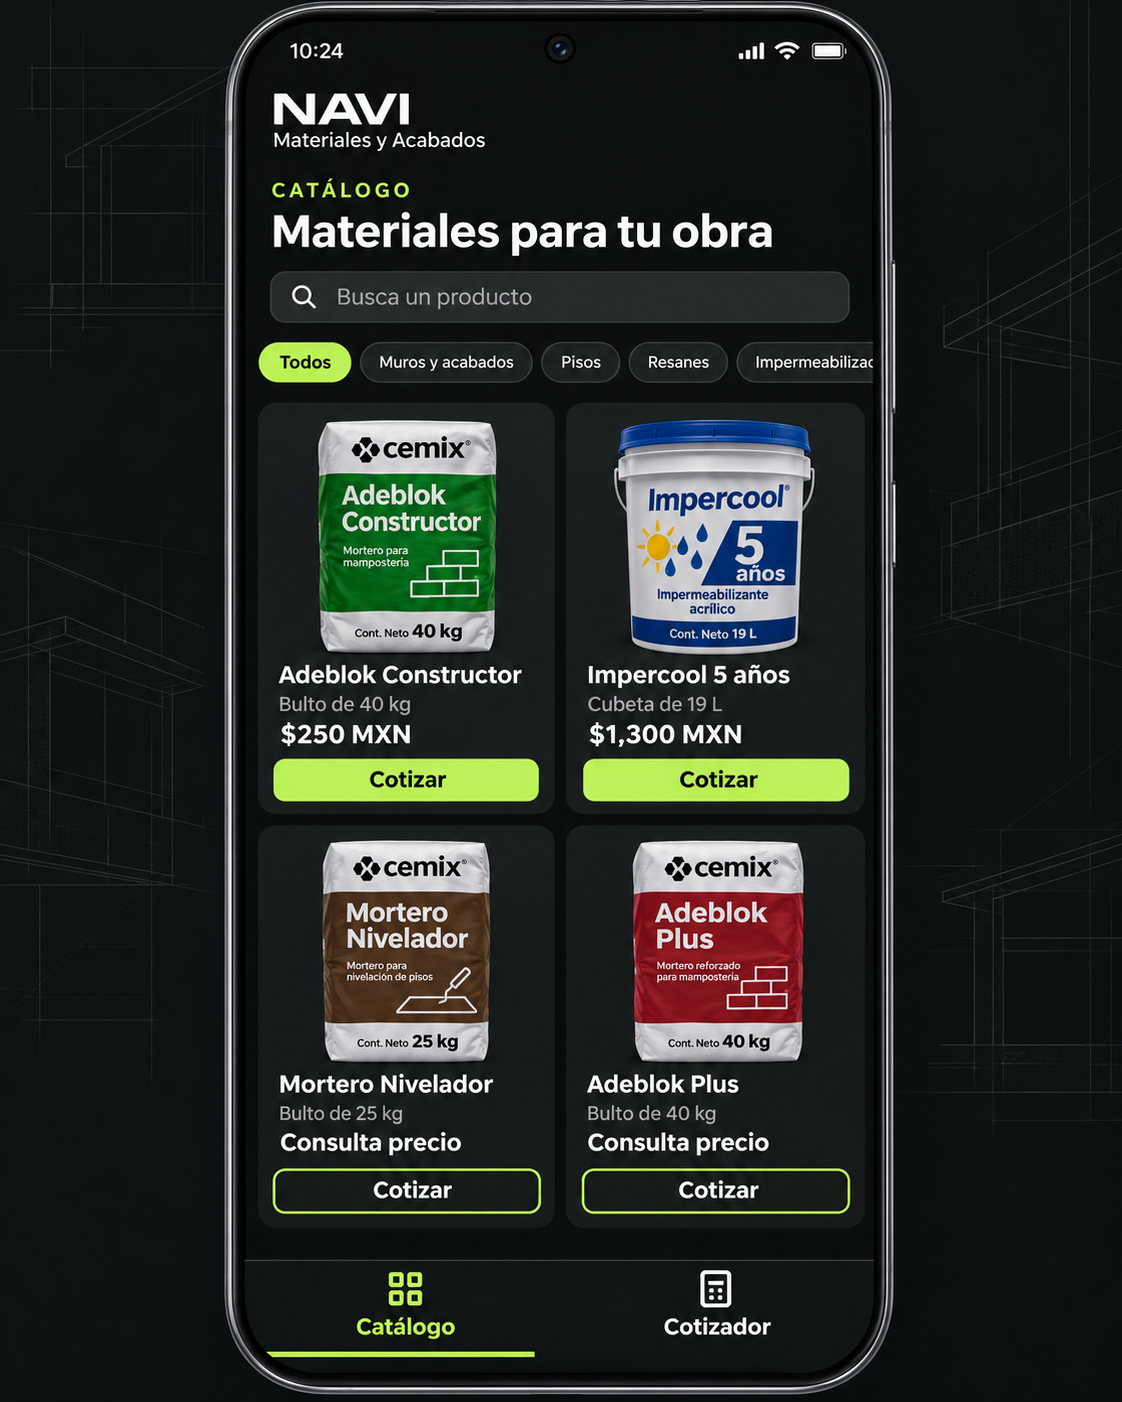 10:24
NAVI
Materiales y Acabados
CATÁLOGO
Materiales para tu obra
Busca un producto
Todos
Muros y acabados
Pisos
Resanes
Impermeabilizac
cemix®
Adeblok
Constructor
Mortero para
mampostería
Cont. Neto 40 kg
Adeblok Constructor
Bulto de 40 kg
$250 MXN
Cotizar
Impercool®
5
años
Impermeabilizante
acrílico
Cont. Neto 19 L
Impercool 5 años
Cubeta de 19 L
$1,300 MXN
Cotizar
cemix®
Mortero
Nivelador
Mortero para
nivelación de pisos
Cont. Neto 25 kg
Mortero Nivelador
Bulto de 25 kg
Consulta precio
Cotizar
cemix®
Adeblok
Plus
Mortero reforzado
para mampostería
Cont. Neto 40 kg
Adeblok Plus
Bulto de 40 kg
Consulta precio
Cotizar
Catálogo
Cotizador